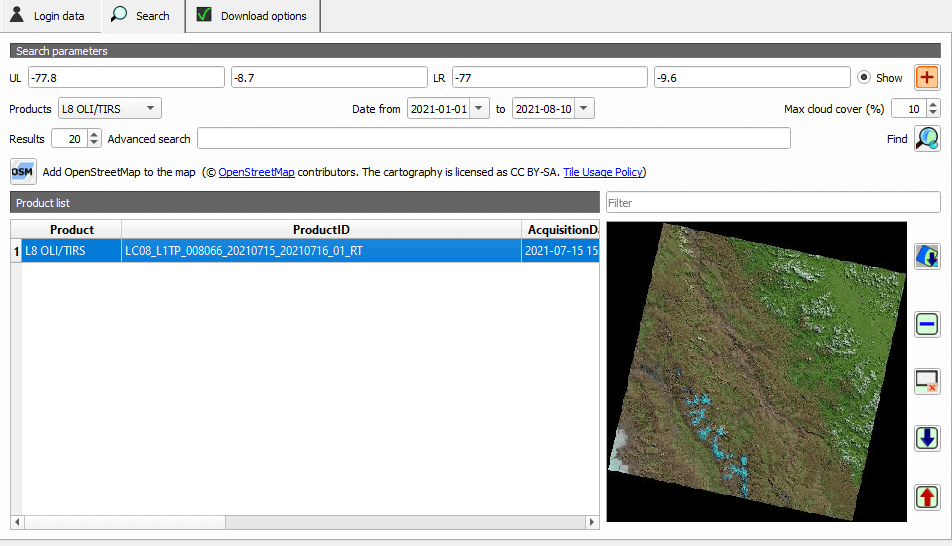 Login data Search Download options
Search parameters
UL -77.8 -8.7 LR -77 -9.6 Show
Products L8 OLI/TIRS Date from 2021-01-01 to 2021-08-10 Max cloud cover (%) 10
Results 20 Advanced search Find
OSM Add OpenStreetMap to the map (© OpenStreetMap contributors. The cartography is licensed as CC BY-SA. Tile Usage Policy)
Product list Filter
Product ProductID AcquisitionDa
1 L8 OLI/TIRS LC08_L1TP_008066_20210715_20210716_01_RT 2021-07-15 15